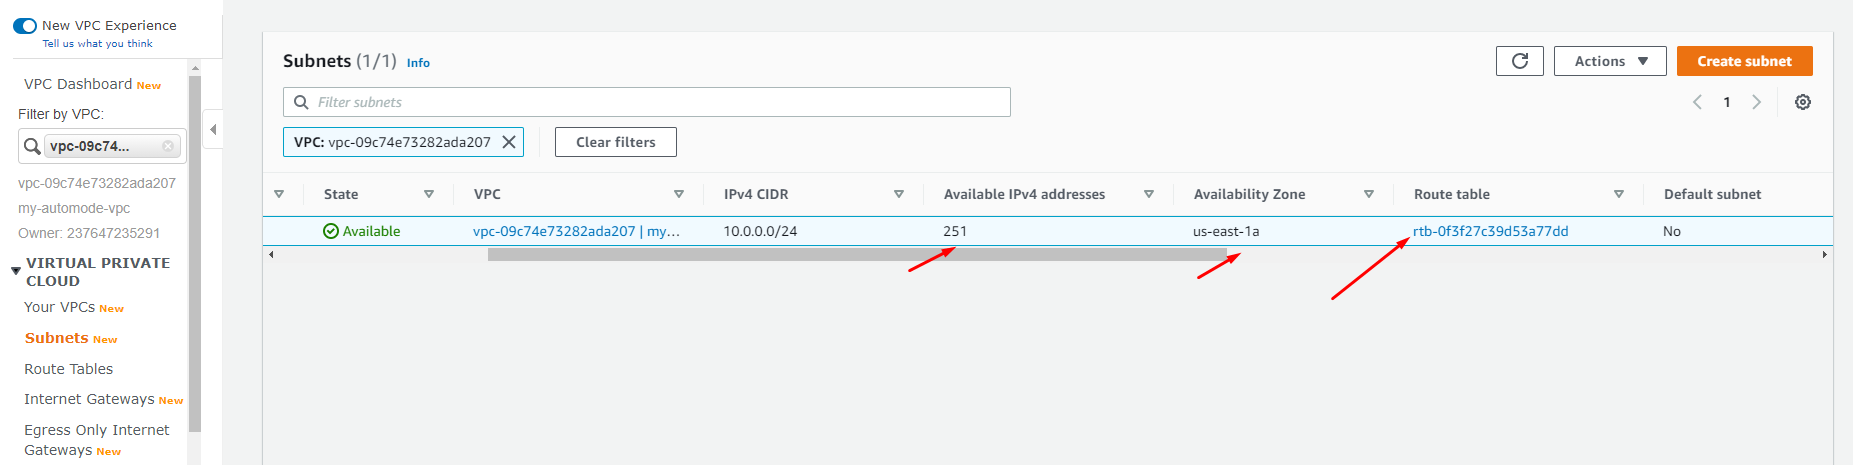 New VPC Experience
Tell us what you think
VPC Dashboard New
Filter by VPC:
vpc-09c74...
vpc-09c74e73282ada207
my-automode-vpc
Owner: 237647235291
VIRTUAL PRIVATE
CLOUD
Your VPCs New
Subnets New
Route Tables
Internet Gateways New
Egress Only Internet
Gateways New
Subnets (1/1) Info
Actions
Create subnet
Filter subnets
1
VPC: vpc-09c74e73282ada207
Clear filters
State VPC IPv4 CIDR Available IPv4 addresses Availability Zone Route table Default subnet
Available vpc-09c74e73282ada207 | my... 10.0.0.0/24 251 us-east-1a rtb-0f3f27c39d53a77dd No